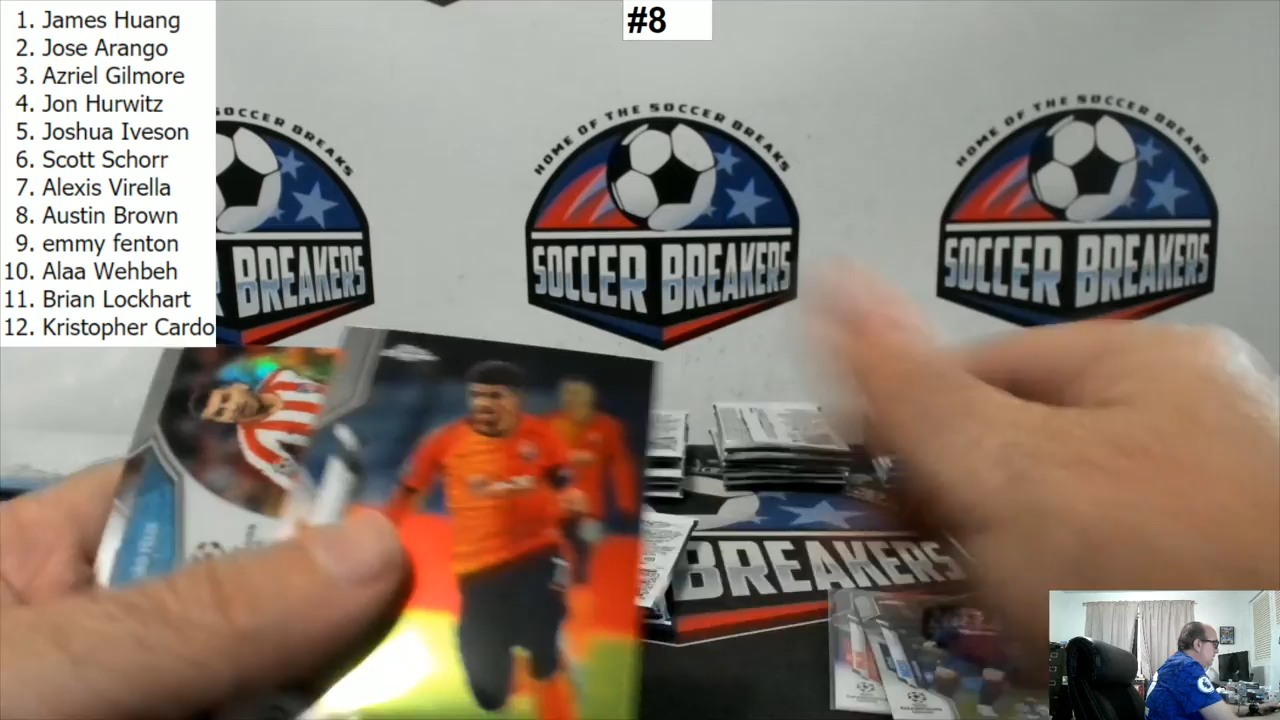 1. James Huang
2. Jose Arango
3. Azriel Gilmore
4. Jon Hurwitz
5. Joshua Iveson
6. Scott Schorr
7. Alexis Virella
8. Austin Brown
9. emmy fenton
10. Alaa Wehbeh
11. Brian Lockhart
12. Kristopher Cardo
#8
SOCCER BREAKS
BREAKERS
HOME OF THE SOCCER BREAKS
SOCCER BREAKERS
HOME OF THE SOCCER BREAKS
SOCCER BREAKERS
BREAKERS